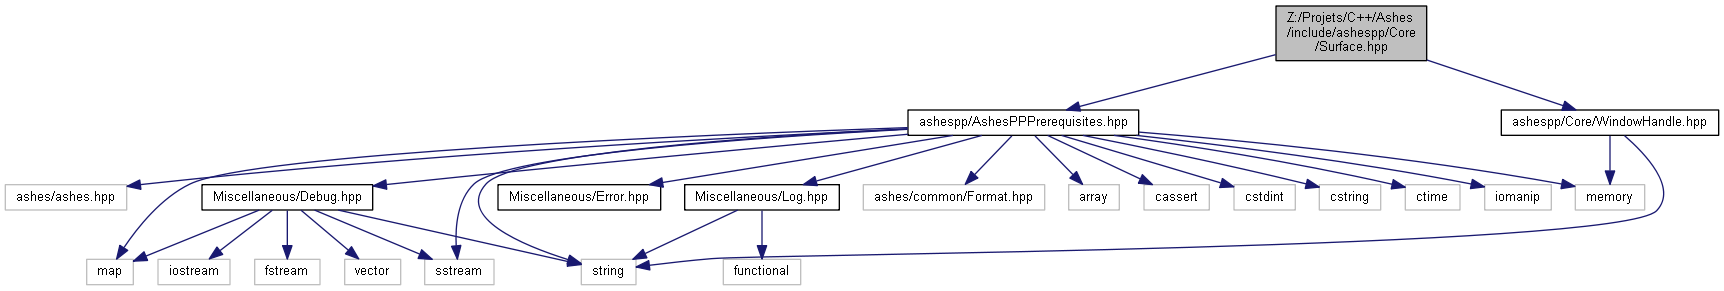 Z:/Projets/C++/Ashes
/include/ashespp/Core
/Surface.hpp
ashespp/AshesPPPrerequisites.hpp
ashespp/Core/WindowHandle.hpp
ashes/ashes.hpp
Miscellaneous/Debug.hpp
Miscellaneous/Error.hpp
Miscellaneous/Log.hpp
ashes/common/Format.hpp
array
cassert
cstdint
cstring
ctime
iomanip
memory
map
iostream
fstream
vector
sstream
string
functional